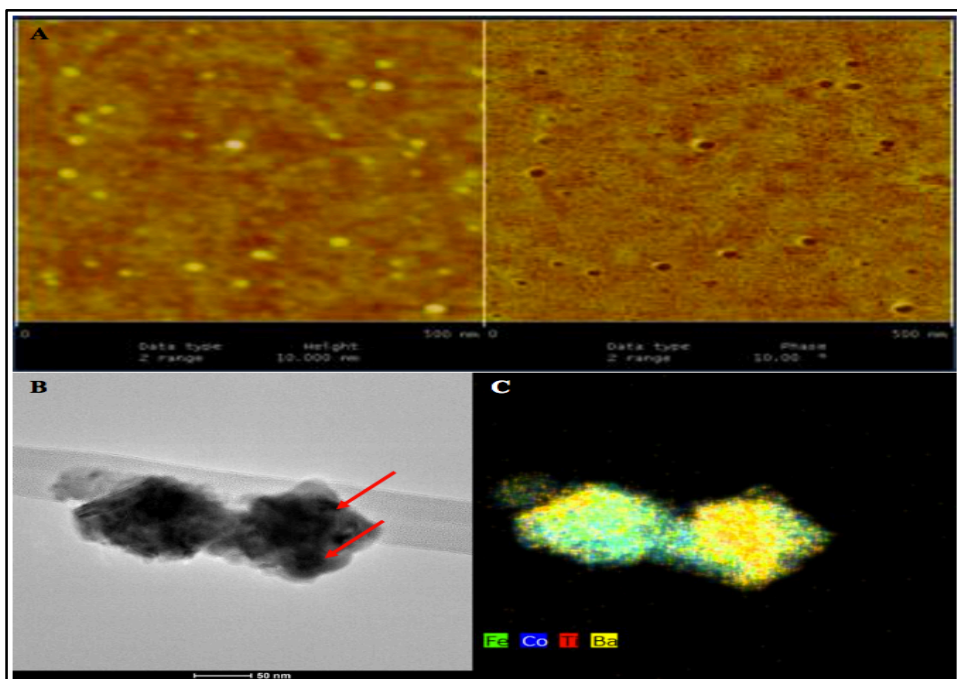 A
0 500 nm 0 500 nm
Data type Height Data type Phase
Z range 10.000 nm Z range 10.00 °
B C
Fe Co Ti Ba
50 nm